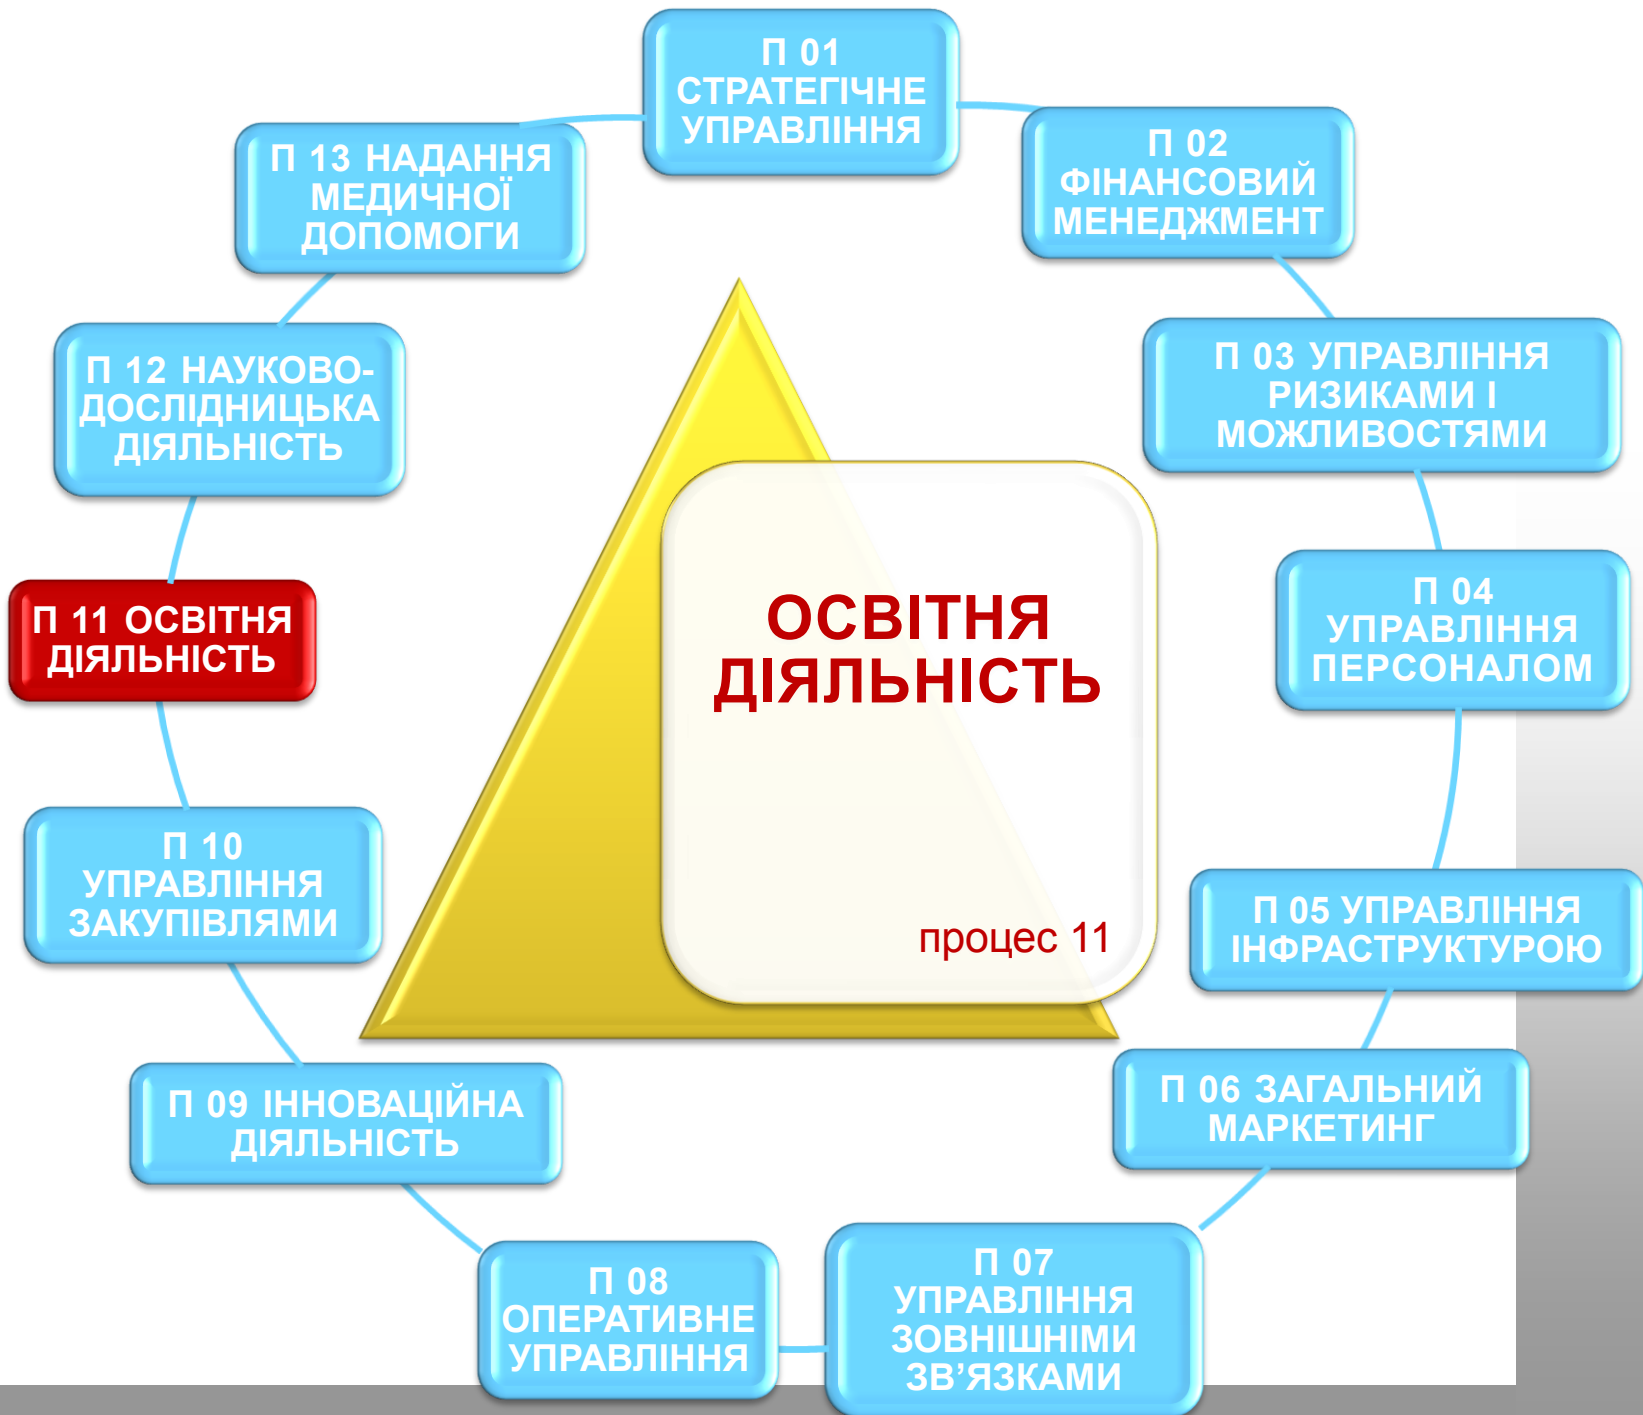 П 01
СТРАТЕГІЧНЕ
УПРАВЛІННЯ
П 02
ФІНАНСОВИЙ
МЕНЕДЖМЕНТ
П 03 УПРАВЛІННЯ
РИЗИКАМИ І
МОЖЛИВОСТЯМИ
П 04
УПРАВЛІННЯ
ПЕРСОНАЛОМ
П 05 УПРАВЛІННЯ
ІНФРАСТРУКТУРОЮ
П 06 ЗАГАЛЬНИЙ
МАРКЕТИНГ
П 07
УПРАВЛІННЯ
ЗОВНІШНІМИ
ЗВ’ЯЗКАМИ
П 08
ОПЕРАТИВНЕ
УПРАВЛІННЯ
П 09 ІННОВАЦІЙНА
ДІЯЛЬНІСТЬ
П 10
УПРАВЛІННЯ
ЗАКУПІВЛЯМИ
П 11 ОСВІТНЯ
ДІЯЛЬНІСТЬ
П 12 НАУКОВО-
ДОСЛІДНИЦЬКА
ДІЯЛЬНІСТЬ
П 13 НАДАННЯ
МЕДИЧНОЇ
ДОПОМОГИ
ОСВІТНЯ
ДІЯЛЬНІСТЬ
процес 11